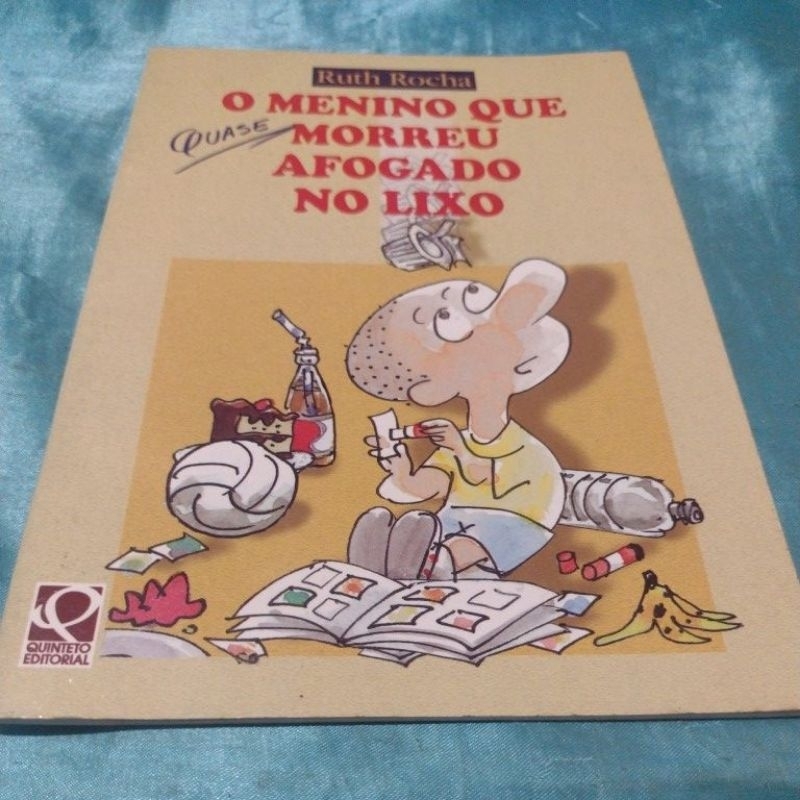 Ruth Rocha
O MENINO QUE
QUASE MORREU
AFOGADO
NO LIXO
QUINTETO
EDITORIAL